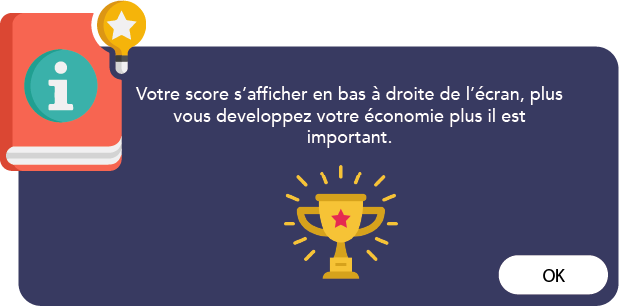 Votre score s’afficher en bas à droite de l’écran, plus
vous developpez votre économie plus il est
important.
OK